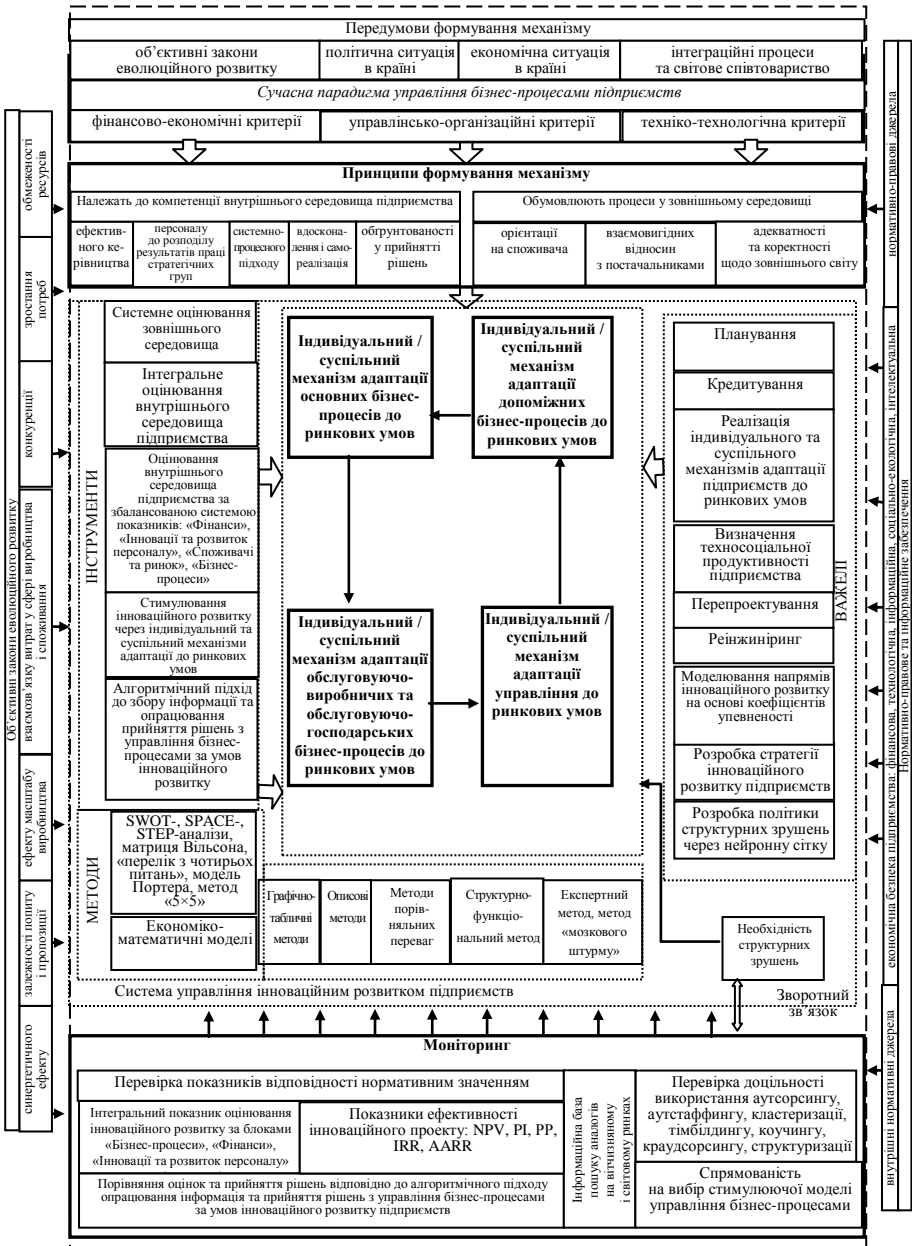 Передумови формування механізму
об’єктивні закони
еволюційного розвитку
політична ситуація
в країні
економічна ситуація
в країні
інтеграційні процеси
та світове співтовариство
Сучасна парадигма управління бізнес-процесами підприємств
фінансово-економічні критерії
управлінсько-організаційні критерії
техніко-технологічна критерії
Принципи формування механізму
Належать до компетенції внутрішнього середовища підприємства
Обумовлюють процеси у зовнішньому середовищі
ефектив-
ного ке-
рівництва
персоналу
до розподілу
результатів праці
стратегічних
груп
системно-
процесного
підходу
вдоскона-
лення і само-
реалізація
обґрунтованості
у прийнятті
рішень
орієнтації
на споживача
взаємовигідних
відносин
з постачальниками
адекватності
та коректності
щодо зовнішнього світу
Об’єктивні закони еволюційного розвитку
обмеженості
ресурсів
зростання
потреб
конкуренції
взаємозв’язку витрат у сфері виробництва
і споживання
ефекту масштабу
виробництва
залежності попиту
і пропозиції
синергетичного
ефекту
ІНСТРУМЕНТИ
Системне оцінювання
зовнішнього
середовища
Інтегральне
оцінювання
внутрішнього
середовища
підприємства
Оцінювання
внутрішнього
середовища
підприємства за
збалансованою системою
показників: «Фінанси»,
«Інновації та розвиток
персоналу», «Споживачі
та ринок», «Бізнес-
процеси»
Стимулювання
інноваційного розвитку
через індивідуальний та
суспільний механізми
адаптації до ринкових
умов
Алгоритмічний підхід
до збору інформації та
опрацювання
прийняття рішень з
управління бізнес-
процесами за умов
інноваційного
розвитку
МЕТОДИ
SWOT-, SPACE-,
STEP-аналізи,
матриця Вільсона,
«перелік з чотирьох
питань», модель
Портера, метод
«5×5»
Економіко-
математичні моделі
Графічно-
табличні
методи
Описові
методи
Методи
порів-
няльних
переваг
Структурно-
функціо-
нальний метод
Експертний
метод, метод
«мозкового
штурму»
Індивідуальний /
суспільний
механізм адаптації
основних бізнес-
процесів до
ринкових умов
Індивідуальний /
суспільний
механізм
адаптації
допоміжних
бізнес-процесів до
ринкових умов
Індивідуальний /
суспільний
механізм адаптації
обслуговуючо-
виробничих та
обслуговуючо-
господарських
бізнес-процесів до
ринкових умов
Індивідуальний /
суспільний
механізм
адаптації
управління до
ринкових умов
ВАЖЕЛІ
Планування
Кредитування
Реалізація
індивідуального та
суспільного
механізмів адаптації
підприємств до
ринкових умов
Визначення
техносоціальної
продуктивності
підприємства
Перепроектування
Реінжиніринг
Моделювання напрямів
інноваційного розвитку
на основі коефіцієнтів
упевненості
Розробка стратегії
інноваційного
розвитку підприємств
Розробка політики
структурних зрушень
через нейронну сітку
Необхідність
структурних
зрушень
Система управління інноваційним розвитком підприємств
Зворотний
зв’язок
нормативно-правові джерела
економічна безпека підприємства: фінансова, технологічна, інформаційна, соціально-екологічна, інтелектуальна
Нормативно-правове та інформаційне забезпечення
внутрішні нормативні джерела
Моніторинг
Перевірка показників відповідності нормативним значенням
Інтегральний показник оцінювання
інноваційного розвитку за блоками
«Бізнес-процеси», «Фінанси»,
«Інновації та розвиток персоналу»
Показники ефективності
інноваційного проекту: NPV, PI, PP,
IRR, AARR
Порівняння оцінок та прийняття рішень відповідно до алгоритмічного підходу
опрацювання інформація та прийняття рішень з управління бізнес-процесами
за умов інноваційного розвитку підприємств
Інформаційна база
пошуку аналогів
на вітчизняному
і світовому ринках
Перевірка доцільності
використання аутсорсингу,
аутстаффингу, кластеризації,
тімбілдингу, коучингу,
краудсорсингу, структуризації
Спрямованість
на вибір стимулюючої моделі
управління бізнес-процесами